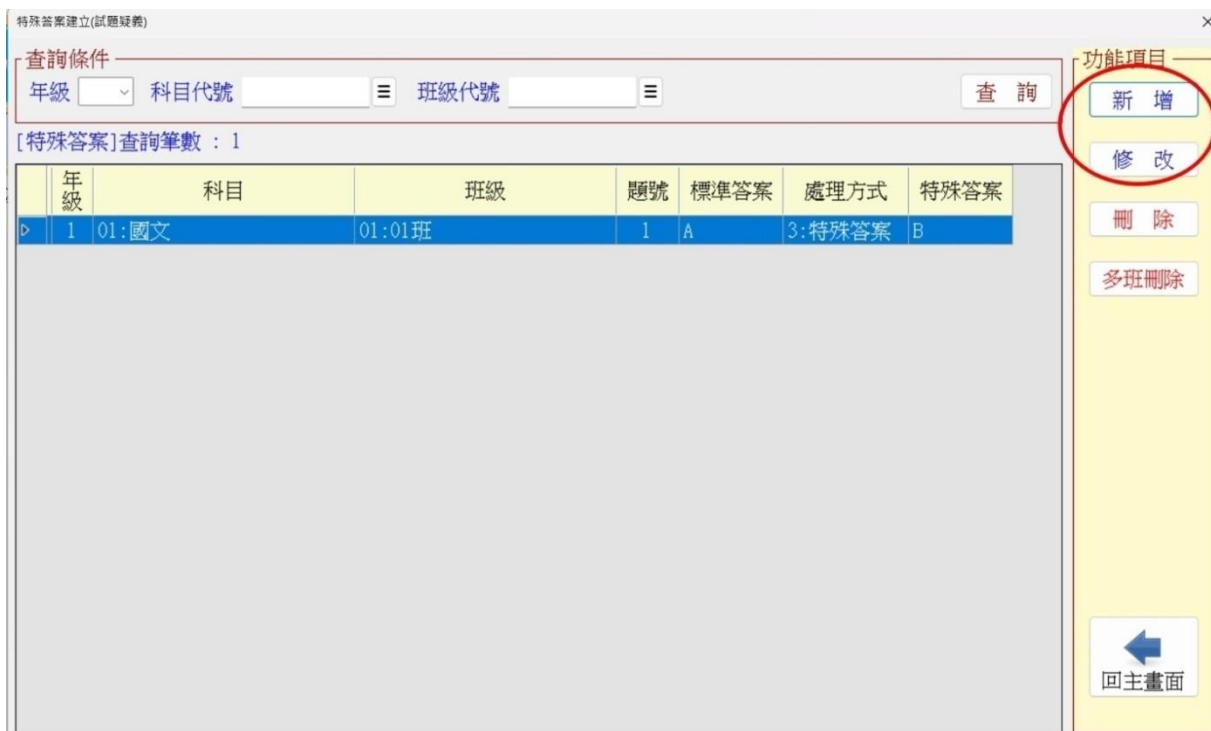 特殊答案建立(試題疑義)
查詢條件
年級 科目代號 班級代號 查 詢
[特殊答案]查詢筆數 : 1
年級 科目 班級 題號 標準答案 處理方式 特殊答案
1 01:國文 01:01班 1 A 3:特殊答案 B
功能項目
新 增
修 改
刪 除
多班刪除
回主畫面